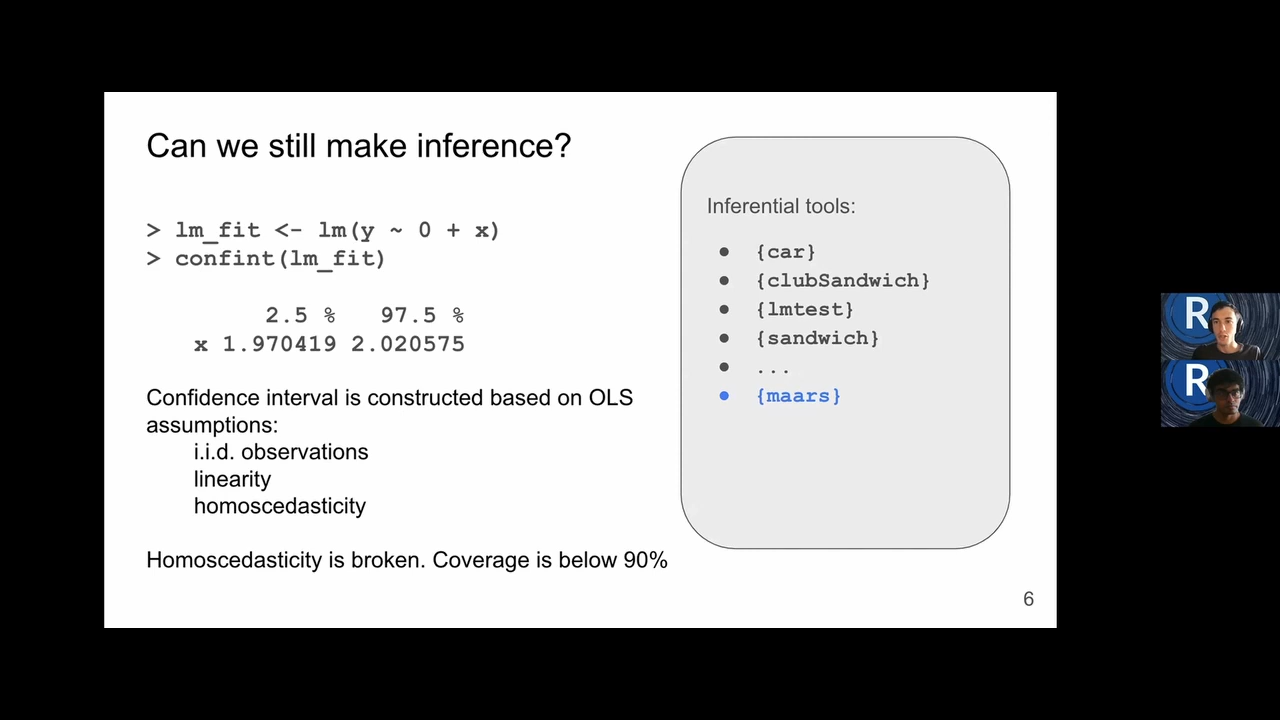 Can we still make inference?
> lm_fit <- lm(y ~ 0 + x)
> confint(lm_fit)
2.5 % 97.5 %
x 1.970419 2.020575
Confidence interval is constructed based on OLS
assumptions:
i.i.d. observations
linearity
homoscedasticity
Homoscedasticity is broken. Coverage is below 90%
Inferential tools:
● {car}
● {clubSandwich}
● {lmtest}
● {sandwich}
● ...
● {maars}
6
R
R